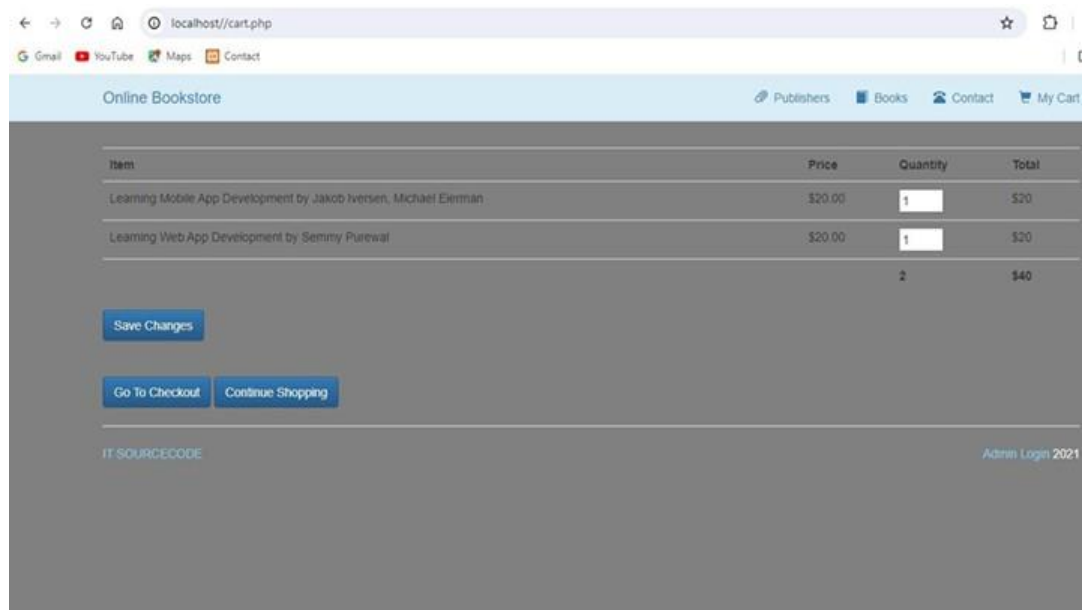 localhost//cart.php
Gmail YouTube Maps Contact
Online Bookstore Publishers Books Contact My Cart
Item Price Quantity Total
Learning Mobile App Development by Jakob Iversen, Michael Eierman $20.00 1 $20
Learning Web App Development by Semmy Purewal $20.00 1 $20
2 $40
Save Changes
Go To Checkout Continue Shopping
IT SOURCECODE Admin Login 2021